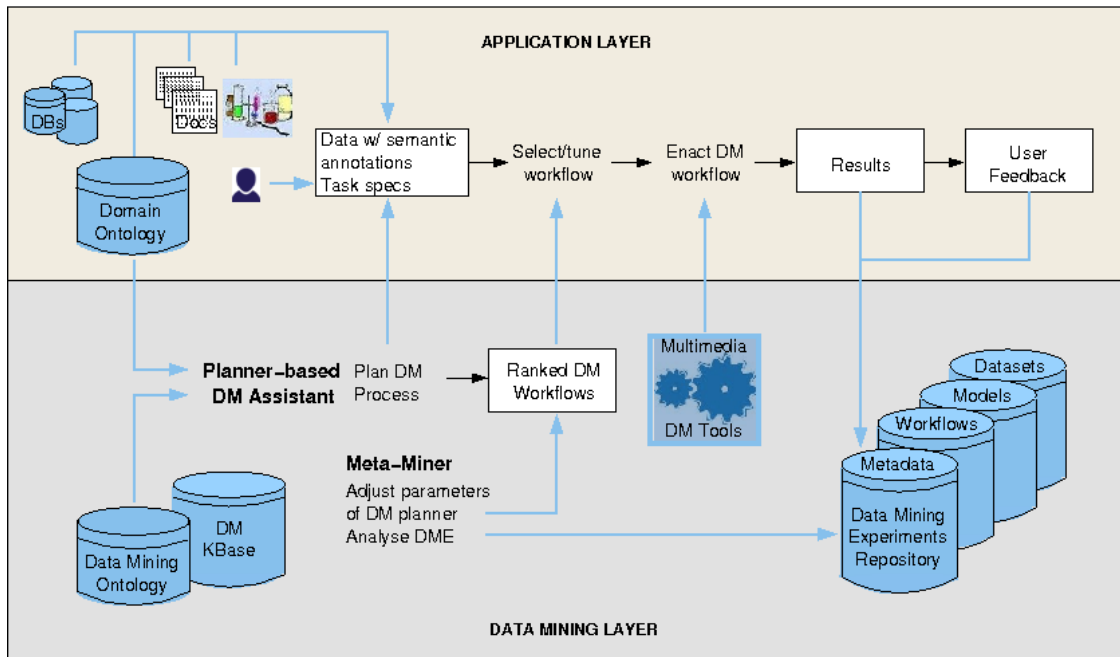 APPLICATION LAYER
DBs
Docs
Data w/ semantic
annotations
Task specs
Select/tune
workflow
Enact DM
workflow
Results
User
Feedback
Domain
Ontology
Planner-based
DM Assistant
Plan DM
Process
Ranked DM
Workflows
Multimedia
DM Tools
Datasets
Models
Workflows
Metadata
Data Mining
Experiments
Repository
Meta-Miner
Adjust parameters
of DM planner
Analyse DME
DM
KBase
Data Mining
Ontology
DATA MINING LAYER